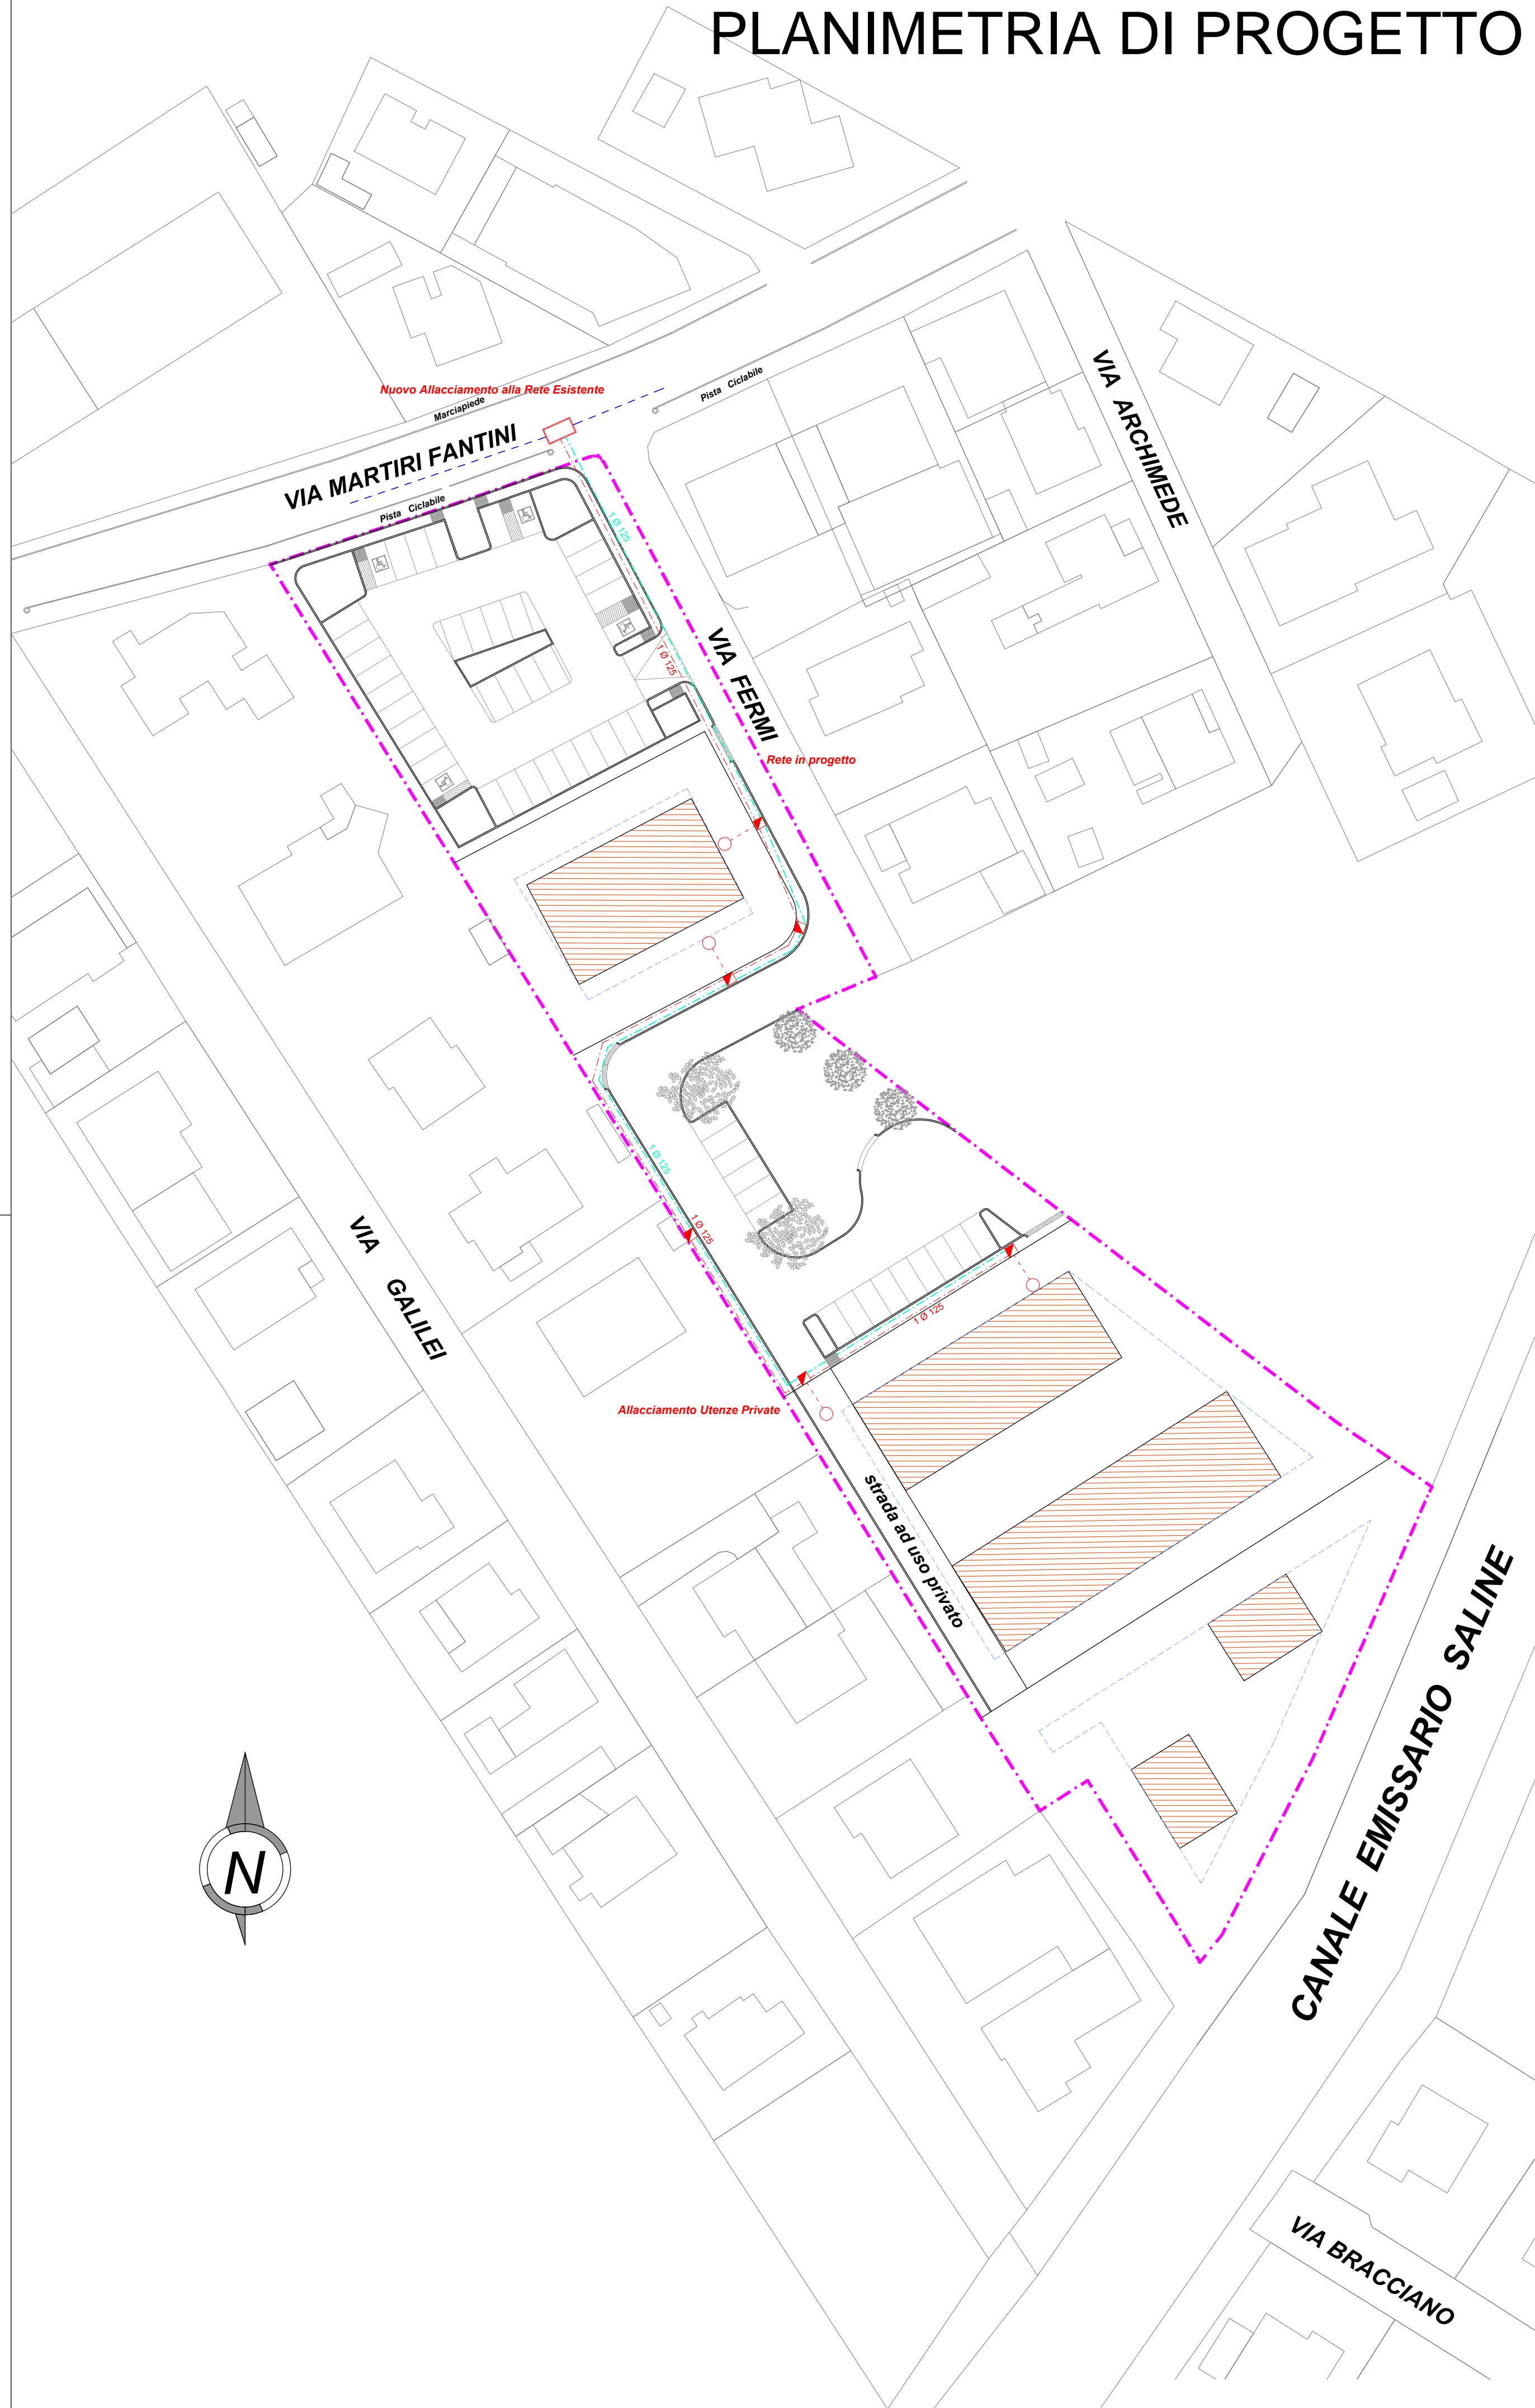 PLANIMETRIA DI PROGETTO
Nuovo Allacciamento alla Rete Esistente
Marciapiede
Pista Ciclabile
VIA MARTIRI FANTINI
Pista Ciclabile
VIA ARCHIMEDE
1 Ø 125
1 Ø 125
VIA FERMI
Rete in progetto
1 Ø 125
1 Ø 125
VIA GALILEI
1 Ø 125
Allacciamento Utenze Private
strada ad uso privato
CANALE EMISSARIO SALINE
N
VIA BRACCIANO